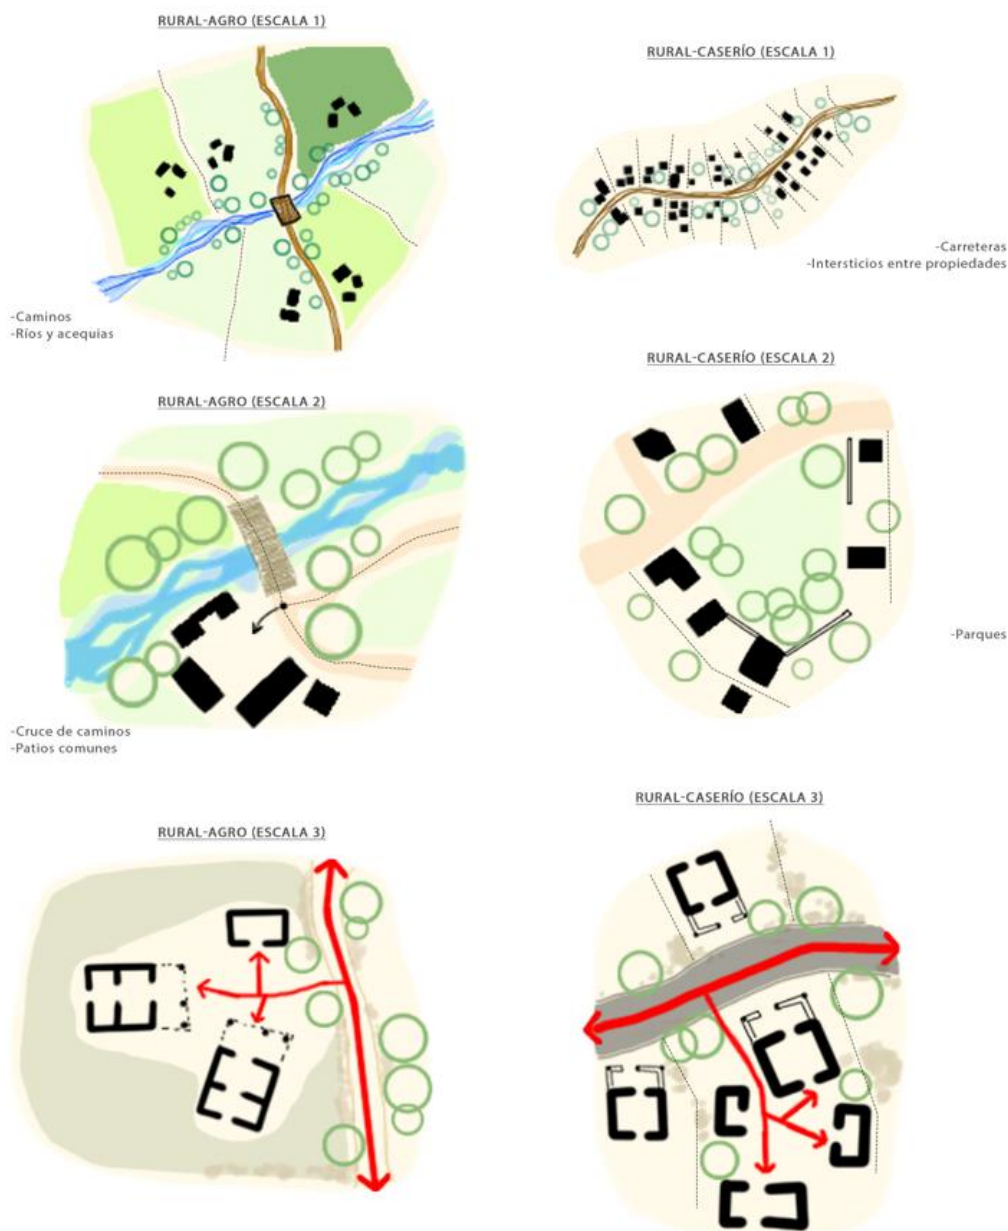 RURAL-AGRO (ESCALA 1)
RURAL-CASERÍO (ESCALA 1)
-Carreteras
-Intersticios entre propiedades
-Caminos
-Ríos y acequias
RURAL-CASERÍO (ESCALA 2)
RURAL-AGRO (ESCALA 2)
-Parques
-Cruce de caminos
-Patios comunes
RURAL-CASERÍO (ESCALA 3)
RURAL-AGRO (ESCALA 3)